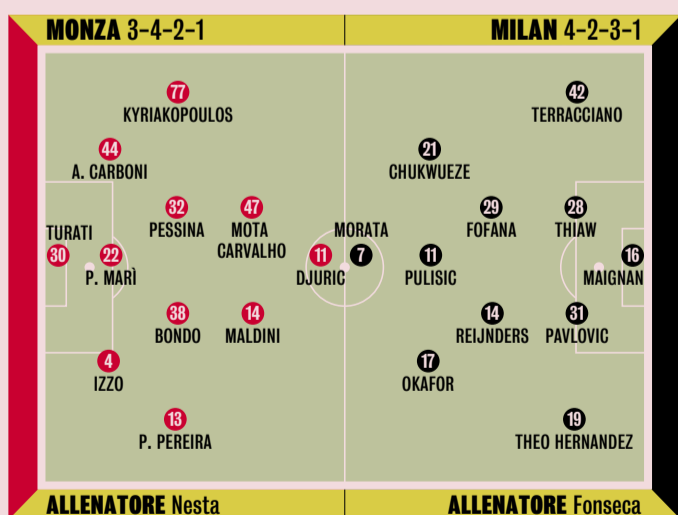 MONZA 3-4-2-1
MILAN 4-2-3-1
77
KYRIAKOPOULOS
44
A. CARBONI
32
PESSINA
47
MOTA
CARVALHO
TURATI
30
22
P. MARÌ
11
DJURIC
38
BONDO
14
MALDINI
4
IZZO
13
P. PEREIRA
42
TERRACCIANO
21
CHUKWUEZE
29
FOFANA
28
THIAW
MORATA
7
11
PULISIC
16
MAIGNAN
14
REIJNDERS
31
PAVLOVIC
17
OKAFOR
19
THEO HERNANDEZ
ALLENATORE Nesta
ALLENATORE Fonseca